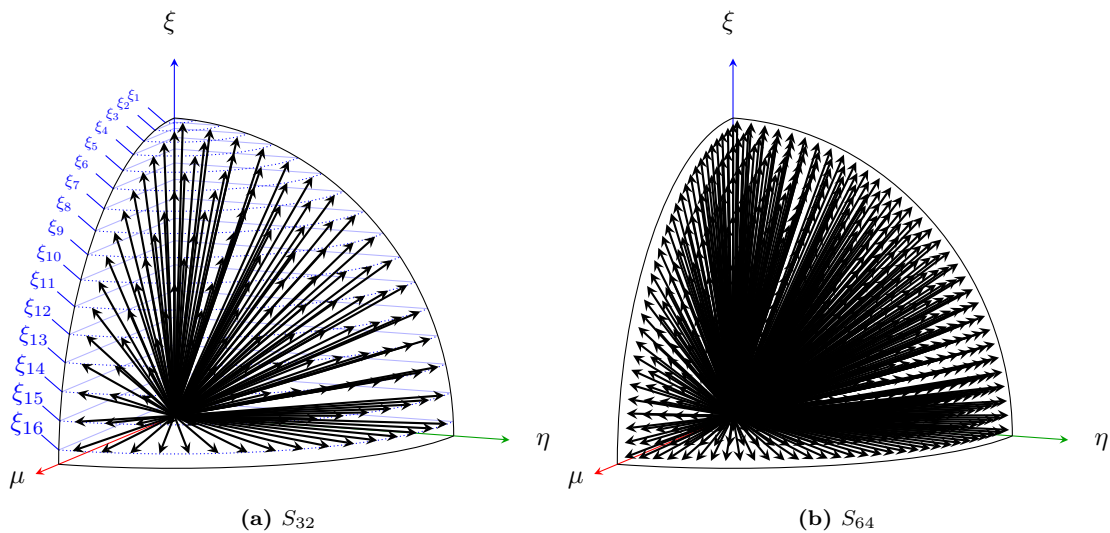 ξ ξ
ξ₁
ξ₂
ξ₃
ξ₄
ξ₅
ξ₆
ξ₇
ξ₈
ξ₉
ξ₁₀
ξ₁₁
ξ₁₂
ξ₁₃
ξ₁₄
ξ₁₅
ξ₁₆
η η
μ μ
(a) S₃₂ (b) S₆₄